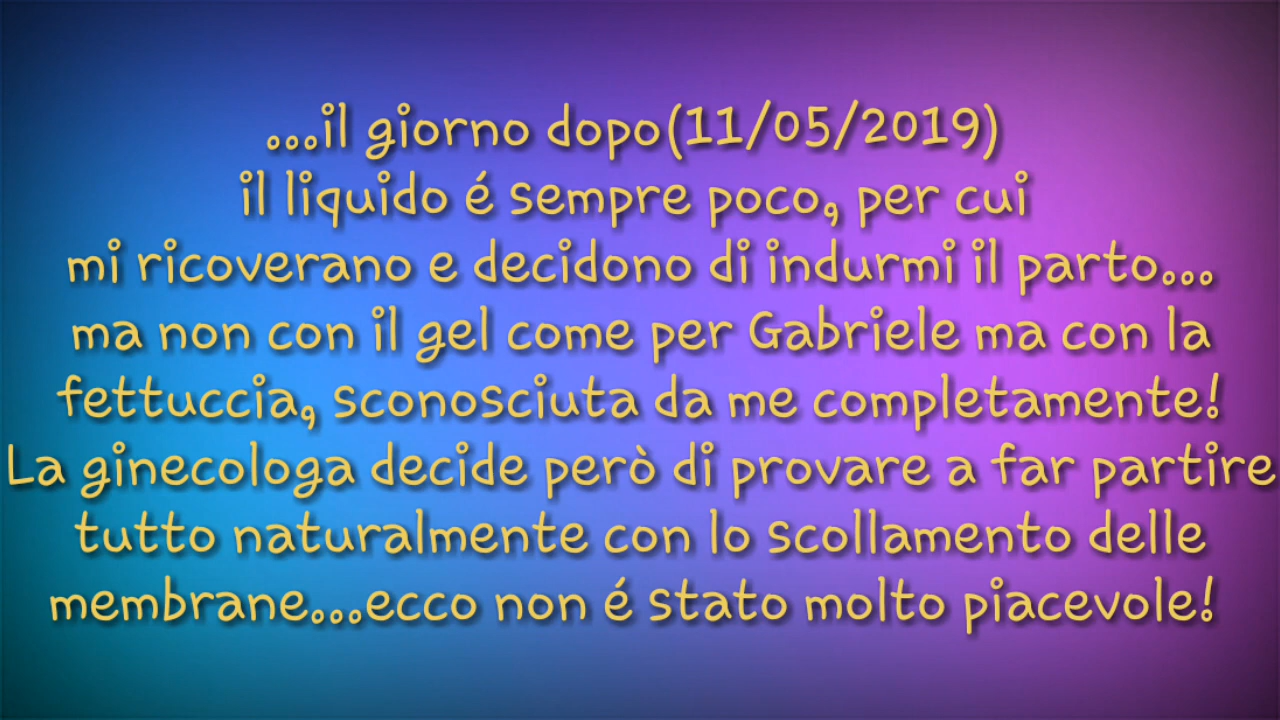 ...il giorno dopo(11/05/2019)
il liquido é sempre poco, per cui
mi ricoverano e decidono di indurmi il parto...
ma non con il gel come per Gabriele ma con la
fettuccia, sconosciuta da me completamente!
La ginecologa decide però di provare a far partire
tutto naturalmente con lo scollamento delle
membrane...ecco non é stato molto piacevole!